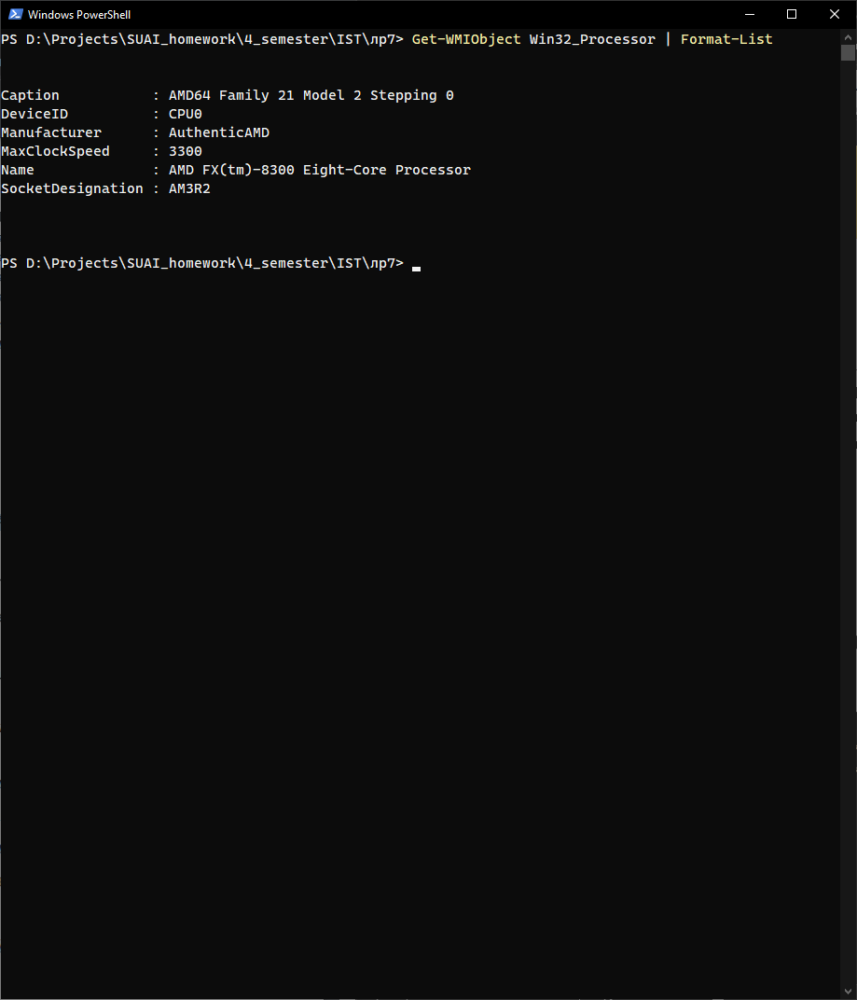 Windows PowerShell
PS D:\Projects\SUAI_homework\4_semester\IST\лр7> Get-WMIObject Win32_Processor | Format-List
Caption           : AMD64 Family 21 Model 2 Stepping 0
DeviceID          : CPU0
Manufacturer      : AuthenticAMD
MaxClockSpeed     : 3300
Name              : AMD FX(tm)-8300 Eight-Core Processor
SocketDesignation : AM3R2
PS D:\Projects\SUAI_homework\4_semester\IST\лр7>